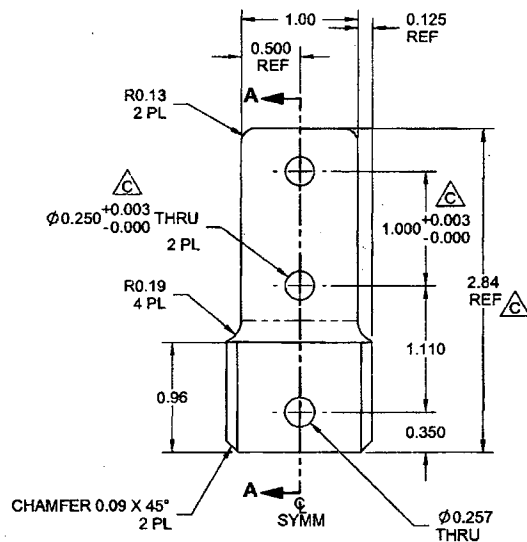 1.00
0.125
REF
0.500
REF
A
R0.13
2 PL
C
Ø0.250 +0.003 -0.000 THRU
2 PL
C
1.000 +0.003 -0.000
2.84
REF C
R0.19
4 PL
1.110
0.96
0.350
A
CHAMFER 0.09 X 45°
2 PL
℄
SYMM
Ø0.257
THRU